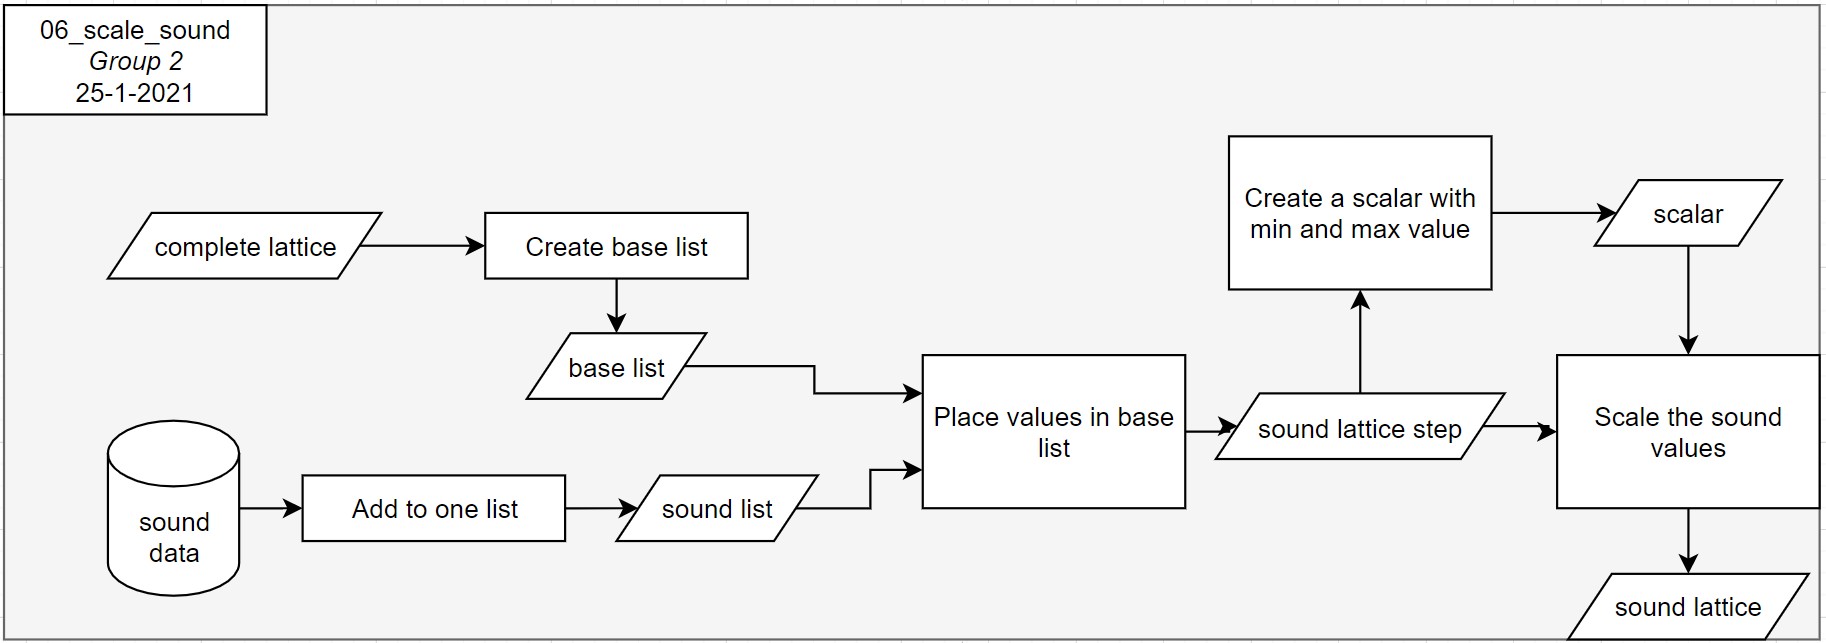 06_scale_sound
Group 2
25-1-2021
Create a scalar with
min and max value
scalar
complete lattice
Create base list
base list
Place values in base
list
sound lattice step
Scale the sound
values
sound
data
Add to one list
sound list
sound lattice